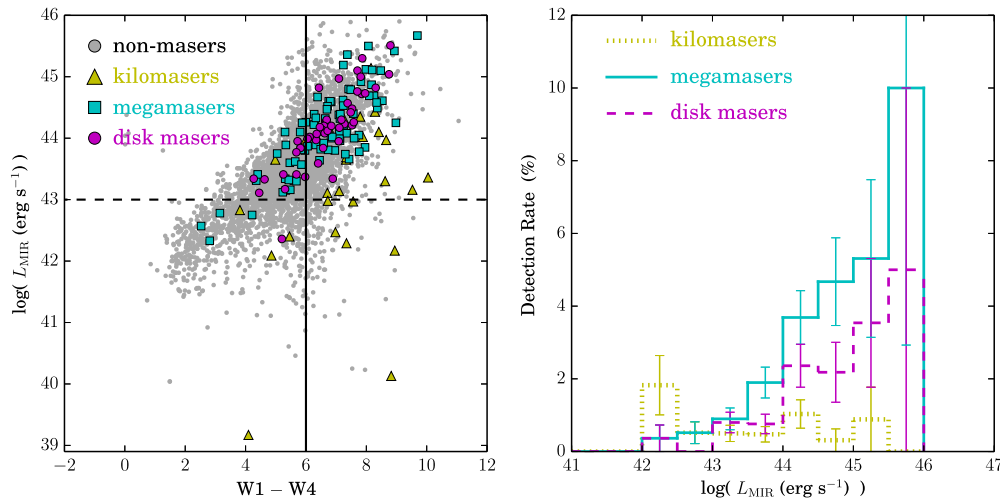 46
45
44
43
42
41
40
39
−2
0
2
4
6
8
10
12
log( L_MIR (erg s⁻¹) )
W1 − W4
non-masers
kilomasers
megamasers
disk masers
12
10
8
6
4
2
0
41
42
43
44
45
46
47
Detection Rate (%)
log( L_MIR (erg s⁻¹) )
kilomasers
megamasers
disk masers